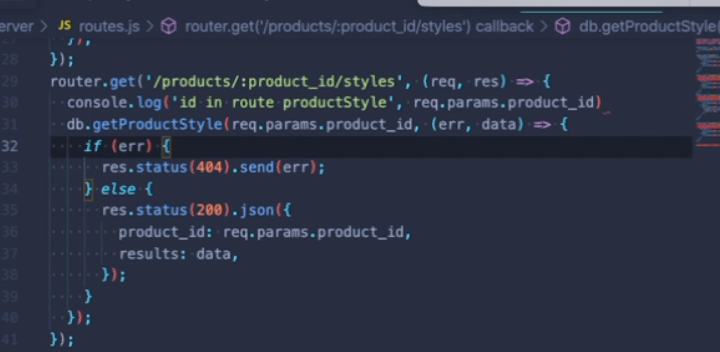 erver > JS routes.js > router.get('/products/:product_id/styles') callback > db.getProductStyle(
27 });
28 });
29 router.get('/products/:product_id/styles', (req, res) => {
30 console.log('id in route productStyle', req.params.product_id)
31 db.getProductStyle(req.params.product_id, (err, data) => {
32 if (err) {
33 res.status(404).send(err);
34 } else {
35 res.status(200).json({
36 product_id: req.params.product_id,
37 results: data,
38 });
39 }
40 });
41 });